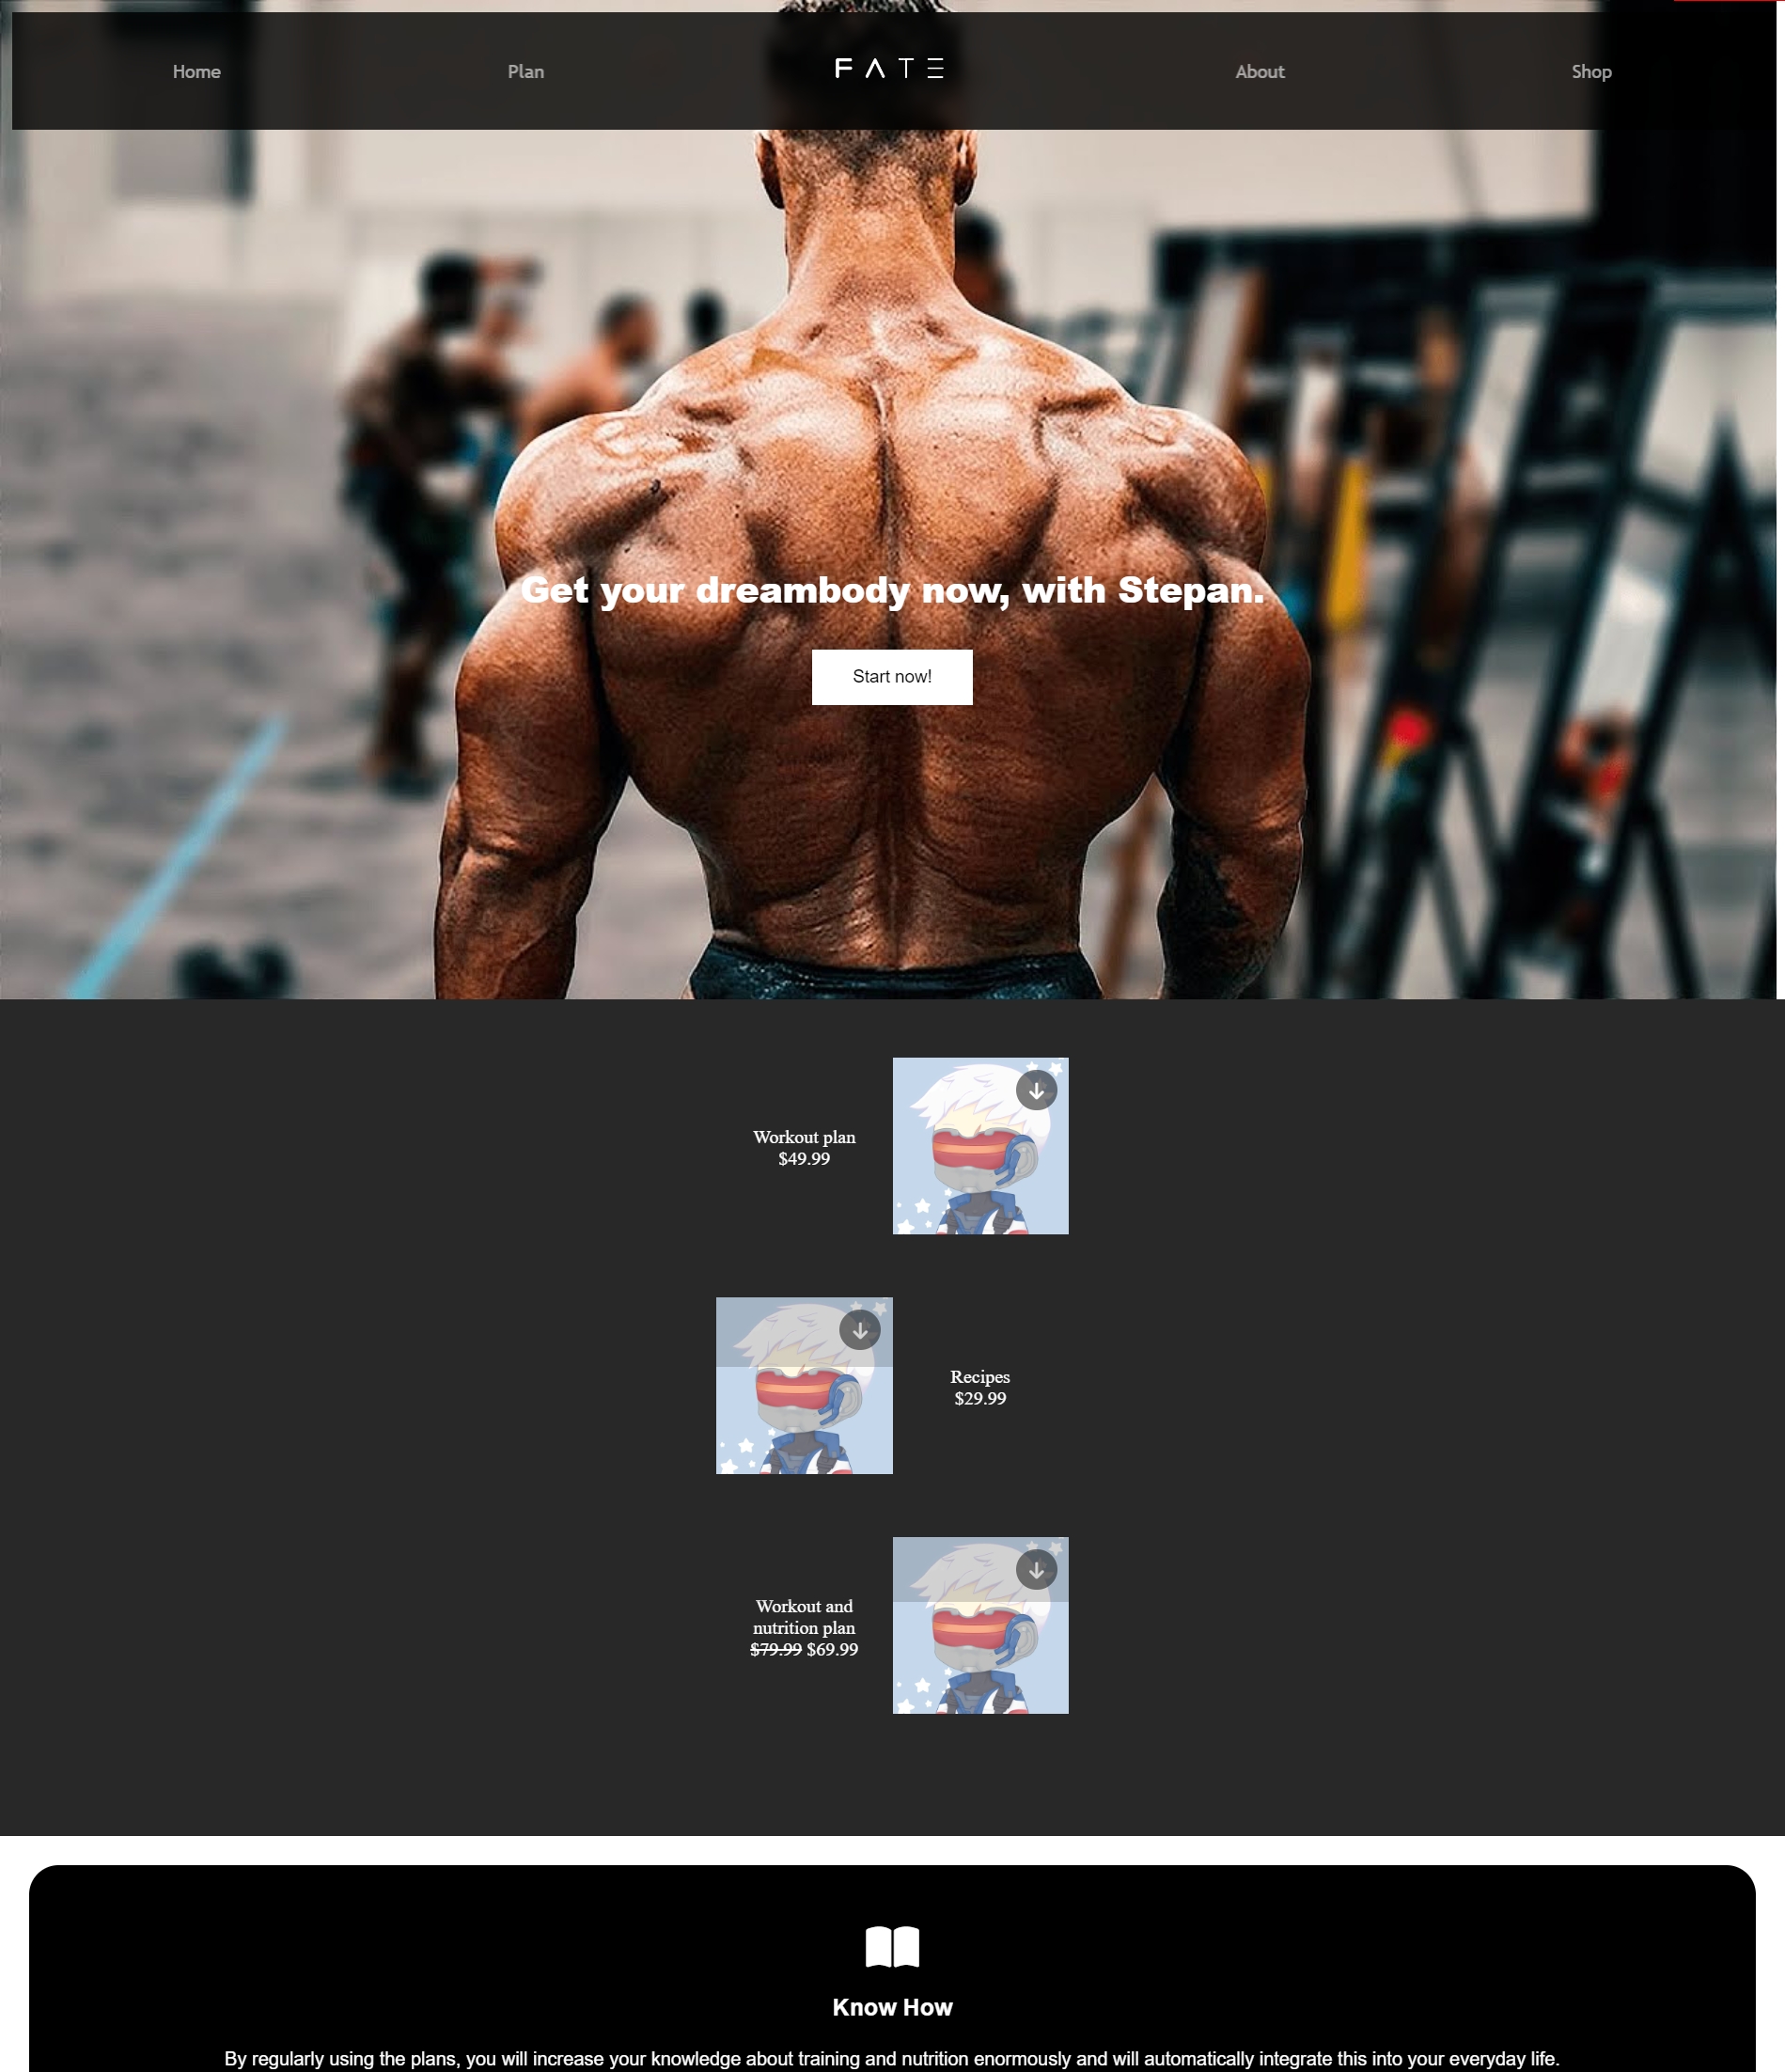 Home Plan FATE About Shop
Get your dreambody now, with Stepan.
Start now!
Workout plan
$49.99
Recipes
$29.99
Workout and
nutrition plan
$79.99 $69.99
Know How
By regularly using the plans, you will increase your knowledge about training and nutrition enormously and will automatically integrate this into your everyday life.